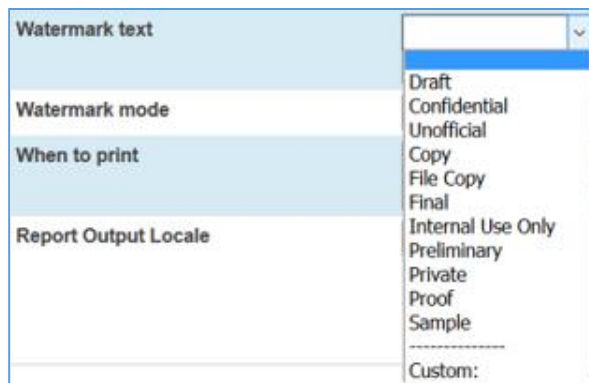 Watermark text
Draft
Confidential
Watermark mode
Unofficial
When to print
Copy
File Copy
Final
Internal Use Only
Report Output Locale
Preliminary
Private
Proof
Sample
--------------
Custom: